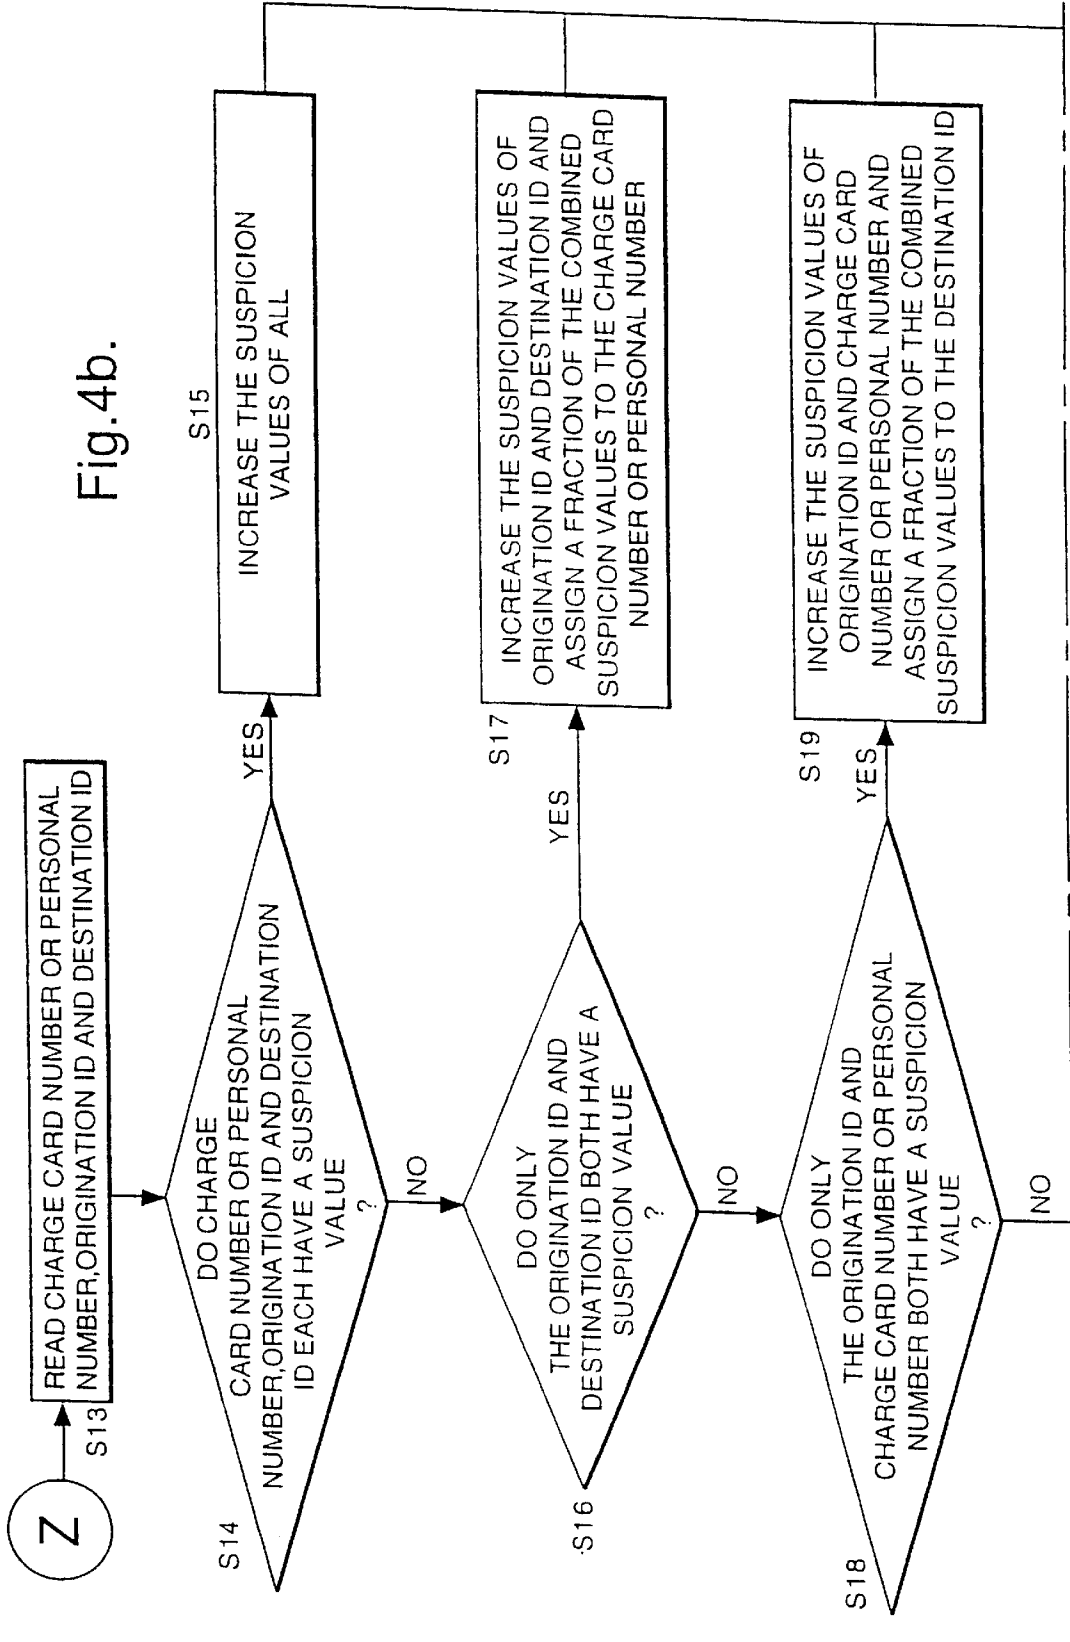 Fig.4b.
Z
S13
READ CHARGE CARD NUMBER OR PERSONAL
NUMBER,ORIGINATION ID AND DESTINATION ID
S14
DO CHARGE
CARD NUMBER OR PERSONAL
NUMBER,ORIGINATION ID AND DESTINATION
ID EACH HAVE A SUSPICION
VALUE
?
YES
S15
INCREASE THE SUSPICION
VALUES OF ALL
NO
S16
DO ONLY
THE ORIGINATION ID AND
DESTINATION ID BOTH HAVE A
SUSPICION VALUE
?
YES
S17
INCREASE THE SUSPICION VALUES OF
ORIGINATION ID AND DESTINATION ID AND
ASSIGN A FRACTION OF THE COMBINED
SUSPICION VALUES TO THE CHARGE CARD
NUMBER OR PERSONAL NUMBER
NO
S18
DO ONLY
THE ORIGINATION ID AND
CHARGE CARD NUMBER OR PERSONAL
NUMBER BOTH HAVE A SUSPICION
VALUE
?
YES
S19
INCREASE THE SUSPICION VALUES OF
ORIGINATION ID AND CHARGE CARD
NUMBER OR PERSONAL NUMBER AND
ASSIGN A FRACTION OF THE COMBINED
SUSPICION VALUES TO THE DESTINATION ID
NO